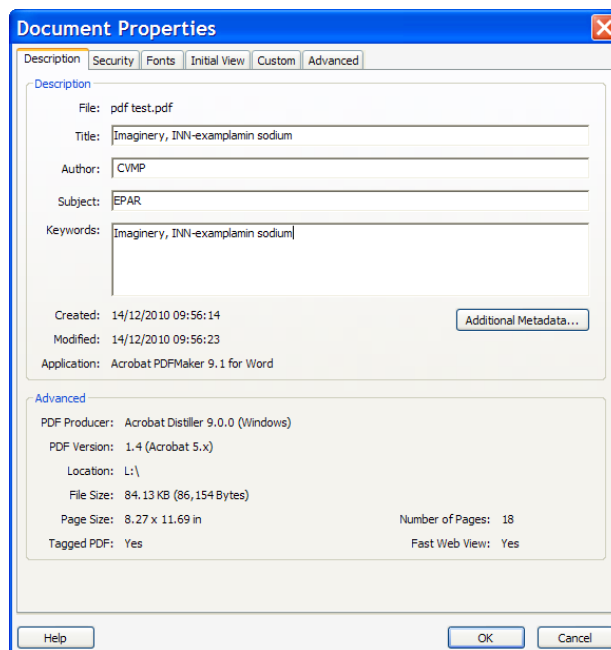 Document Properties
Description Security Fonts Initial View Custom Advanced
Description
File: pdf test.pdf
Title: Imaginery, INN-examplamin sodium
Author: CVMP
Subject: EPAR
Keywords: Imaginery, INN-examplamin sodium
Created: 14/12/2010 09:56:14
Additional Metadata...
Modified: 14/12/2010 09:56:23
Application: Acrobat PDFMaker 9.1 for Word
Advanced
PDF Producer: Acrobat Distiller 9.0.0 (Windows)
PDF Version: 1.4 (Acrobat 5.x)
Location: L:\
File Size: 84.13 KB (86,154 Bytes)
Page Size: 8.27 x 11.69 in Number of Pages: 18
Tagged PDF: Yes Fast Web View: Yes
Help OK Cancel